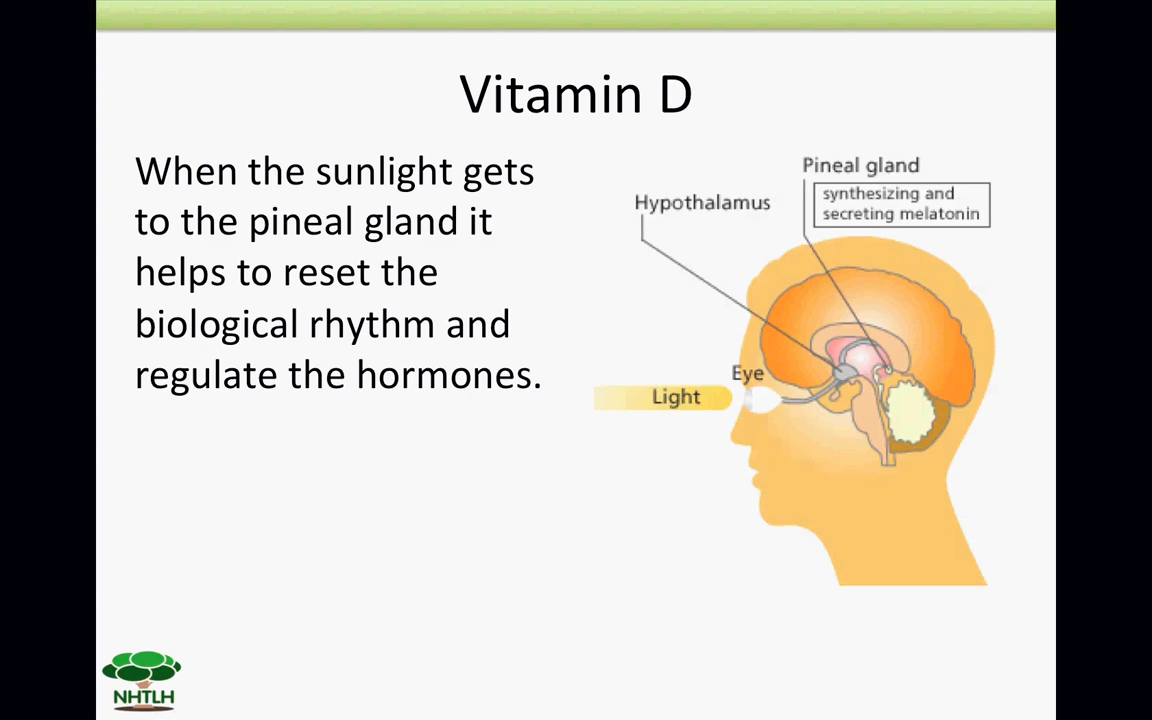 Vitamin D
When the sunlight gets
to the pineal gland it
helps to reset the
biological rhythm and
regulate the hormones.
Pineal gland
synthesizing and
secreting melatonin
Hypothalamus
Eye
Light
NHTLH